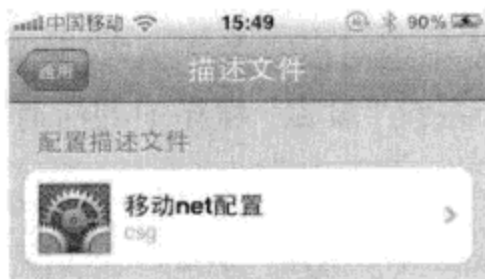 中国移动 15:49 90%
通用 描述文件
配置描述文件
移动net配置
csg